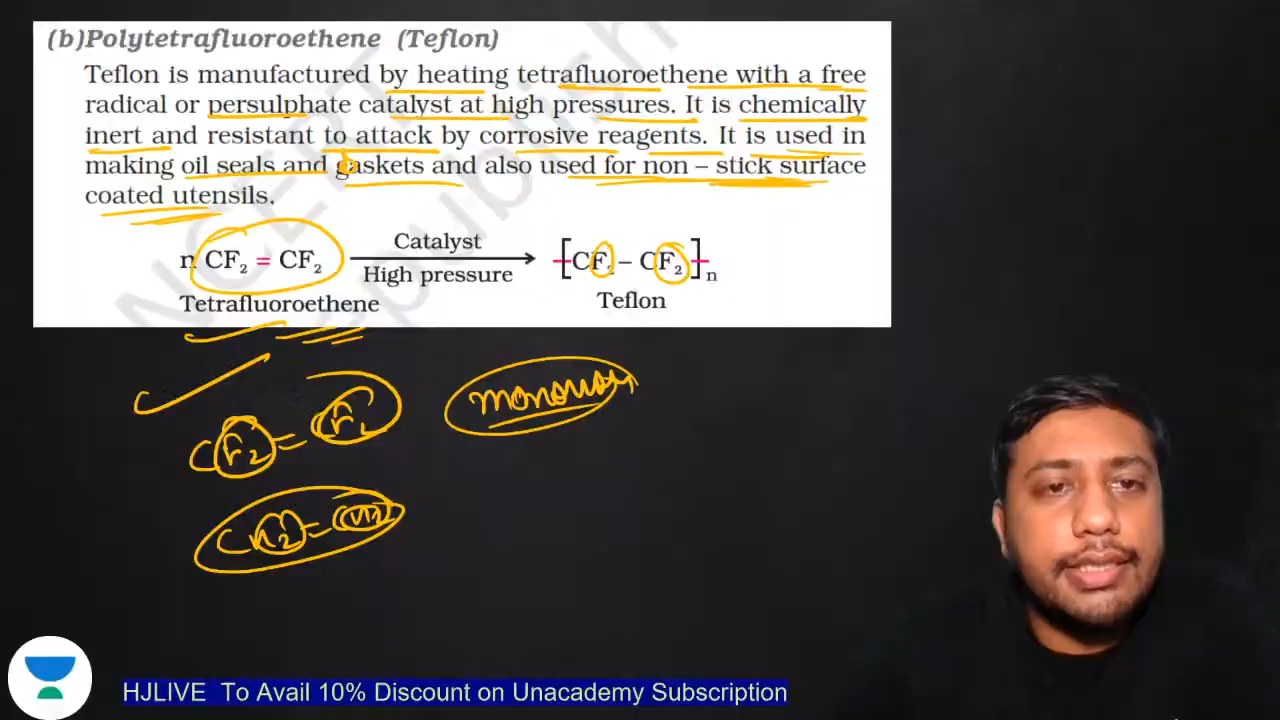 (b)Polytetrafluoroethene (Teflon)
Teflon is manufactured by heating tetrafluoroethene with a free
radical or persulphate catalyst at high pressures. It is chemically
inert and resistant to attack by corrosive reagents. It is used in
making oil seals and gaskets and also used for non – stick surface
coated utensils.
n CF₂ = CF₂ Catalyst High pressure [CF₂ – CF₂]n
Tetrafluoroethene Teflon
CF₂ = CF₂
CH₂ = CH₂
HJLIVE To Avail 10% Discount on Unacademy Subscription